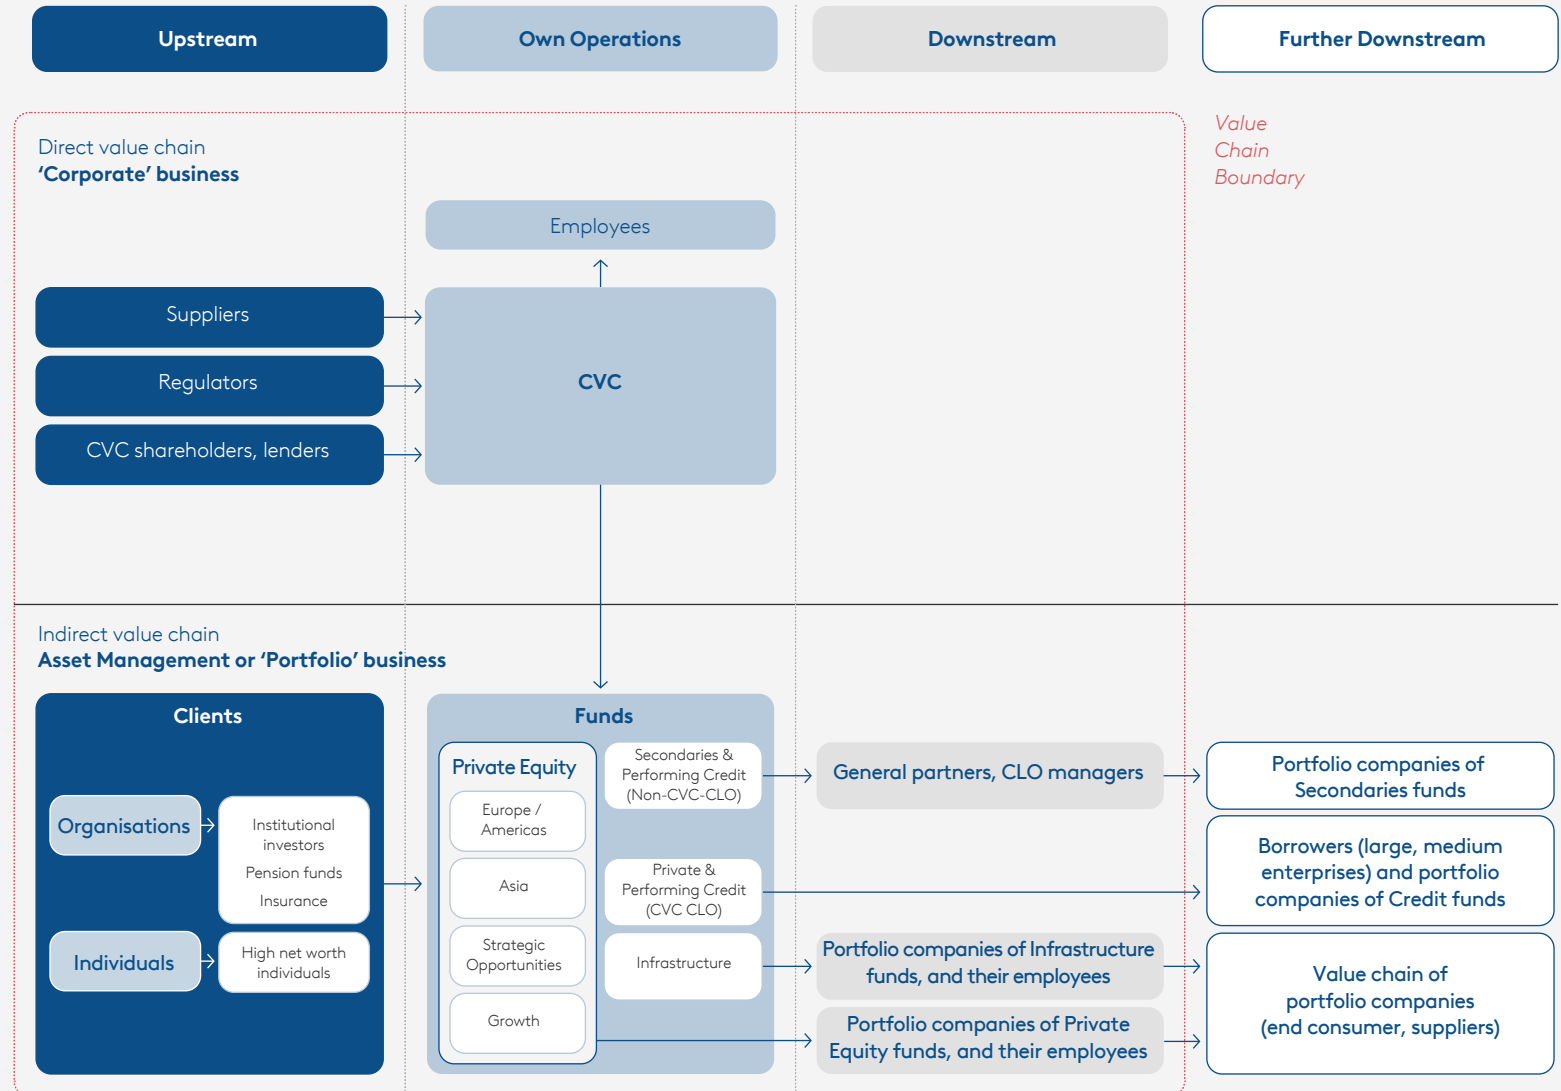 Upstream
Own Operations
Downstream
Further Downstream
Value
Chain
Boundary
Direct value chain
‘Corporate’ business
Employees
Suppliers
Regulators
CVC shareholders, lenders
CVC
Indirect value chain
Asset Management or ‘Portfolio’ business
Clients
Organisations
Institutional
investors
Pension funds
Insurance
Individuals
High net worth
individuals
Funds
Private Equity
Europe /
Americas
Asia
Strategic
Opportunities
Growth
Secondaries &
Performing Credit
(Non-CVC-CLO)
Private &
Performing Credit
(CVC CLO)
Infrastructure
General partners, CLO managers
Portfolio companies of Infrastructure
funds, and their employees
Portfolio companies of Private
Equity funds, and their employees
Portfolio companies of
Secondaries funds
Borrowers (large, medium
enterprises) and portfolio
companies of Credit funds
Value chain of
portfolio companies
(end consumer, suppliers)